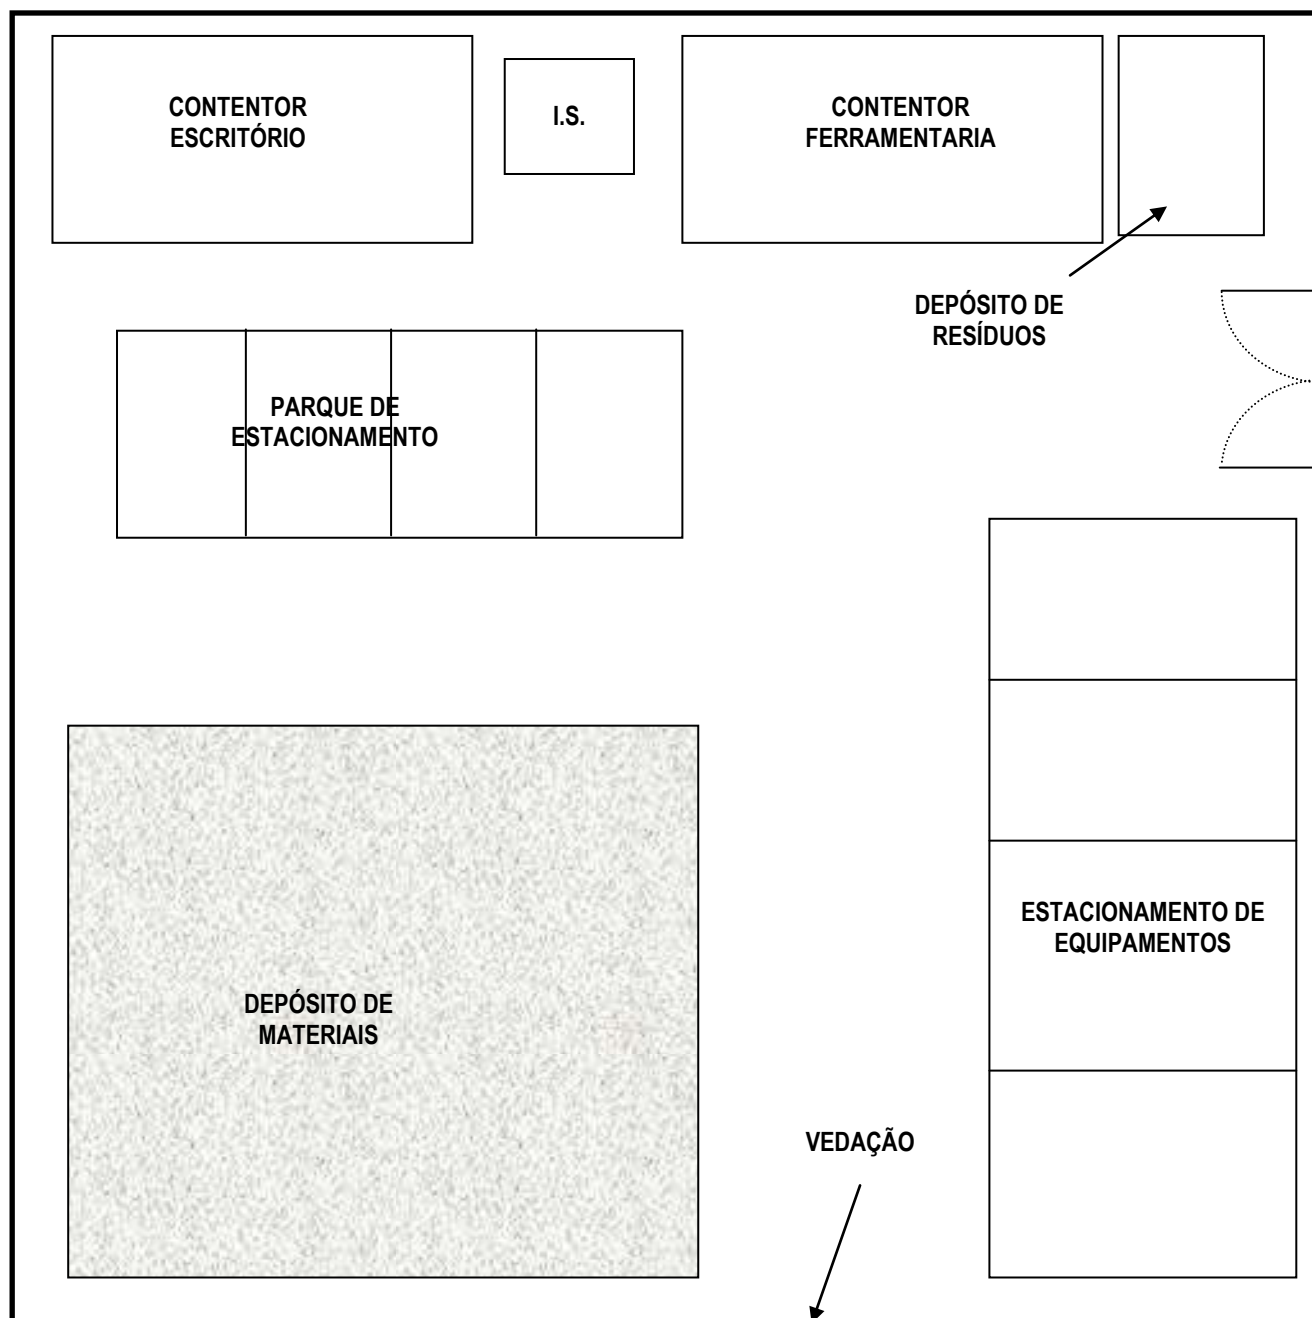 CONTENTOR
ESCRITÓRIO
I.S.
CONTENTOR
FERRAMENTARIA
DEPÓSITO DE
RESÍDUOS
PARQUE DE
ESTACIONAMENTO
ESTACIONAMENTO DE
EQUIPAMENTOS
DEPÓSITO DE
MATERIAIS
VEDAÇÃO